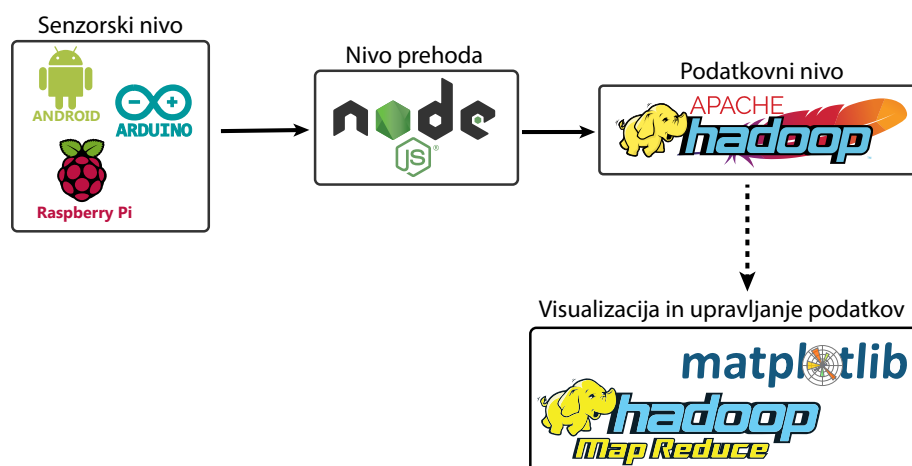 Senzorski nivo
ANDROID
ARDUINO
Raspberry Pi
Nivo prehoda
node
JS
Podatkovni nivo
APACHE
hadoop
Visualizacija in upravljanje podatkov
matplotlib
hadoop
Map Reduce